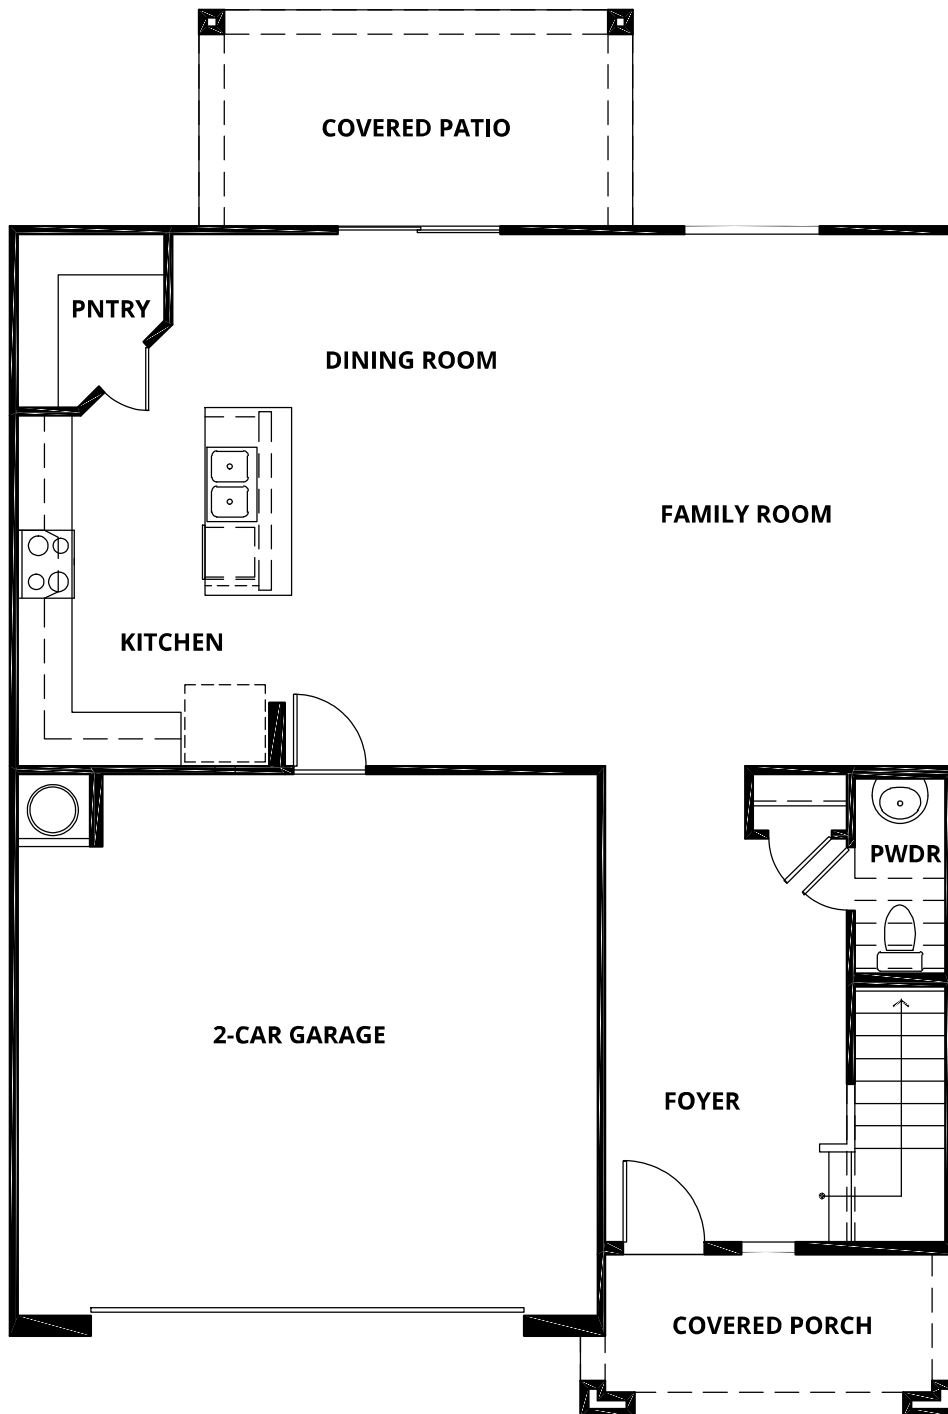 COVERED PATIO
PNTRY
DINING ROOM
FAMILY ROOM
KITCHEN
PWDR
2-CAR GARAGE
FOYER
COVERED PORCH